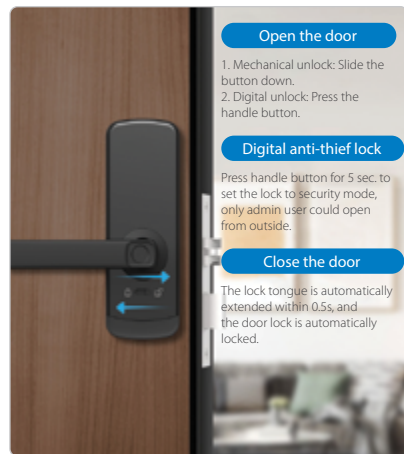 Open the door
1. Mechanical unlock: Slide the
button down.
2. Digital unlock: Press the
handle button.
Digital anti-thief lock
Press handle button for 5 sec. to
set the lock to security mode,
only admin user could open
from outside.
Close the door
The lock tongue is automatically
extended within 0.5s, and
the door lock is automatically
locked.